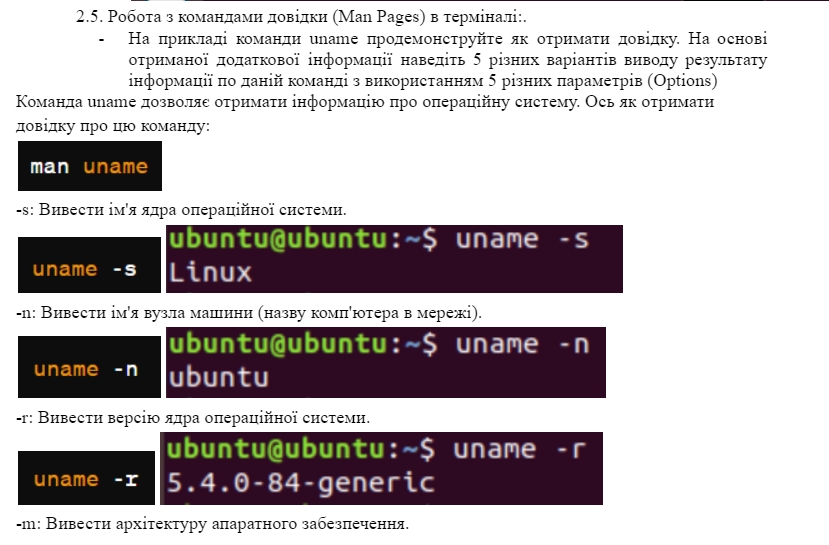 2.5. Робота з командами довідки (Man Pages) в терміналі:.
- На прикладі команди uname продемонструйте як отримати довідку. На основі
отриманої додаткової інформації наведіть 5 різних варіантів виводу результату
інформації по даній команді з використанням 5 різних параметрів (Options)
Команда uname дозволяє отримати інформацію про операційну систему. Ось як отримати
довідку про цю команду:
man uname
-s: Вивести ім'я ядра операційної системи.
uname -s
ubuntu@ubuntu:~$ uname -s
Linux
-n: Вивести ім'я вузла машини (назву комп'ютера в мережі).
uname -n
ubuntu@ubuntu:~$ uname -n
ubuntu
-r: Вивести версію ядра операційної системи.
uname -r
ubuntu@ubuntu:~$ uname -r
5.4.0-84-generic
-m: Вивести архітектуру апаратного забезпечення.